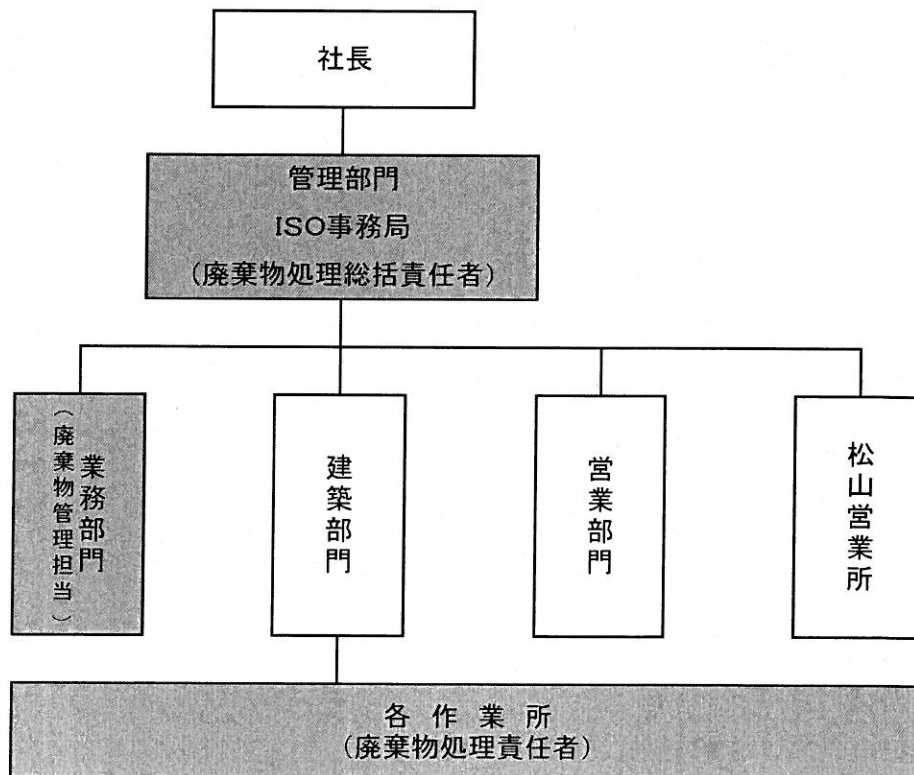 社長
管理部門
ISO事務局
(廃棄物処理総括責任者)
業務部門
(廃棄物管理担当)
建築部門
営業部門
松山営業所
各作業所
(廃棄物処理責任者)